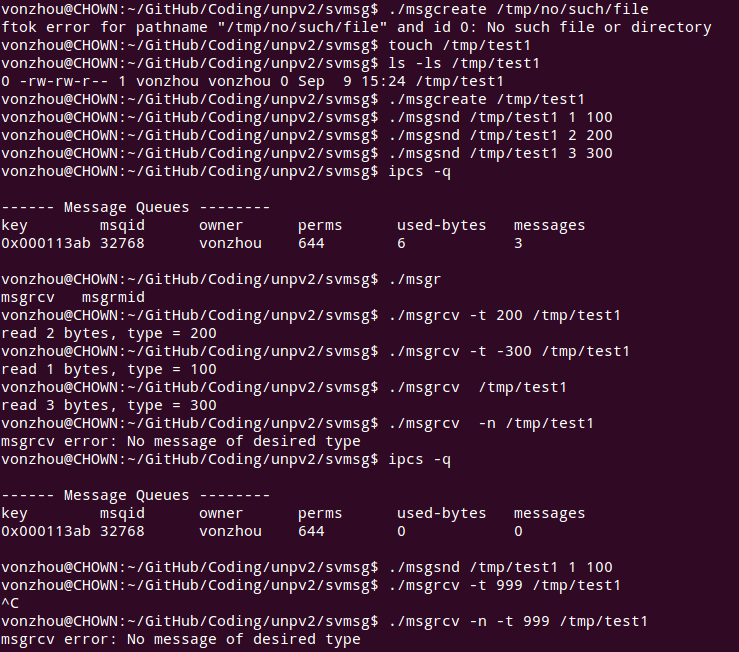 vonzhou@CHOWN:~/GitHub/Coding/unpv2/svmsg$ ./msgcreate /tmp/no/such/file
ftok error for pathname "/tmp/no/such/file" and id 0: No such file or directory
vonzhou@CHOWN:~/GitHub/Coding/unpv2/svmsg$ touch /tmp/test1
vonzhou@CHOWN:~/GitHub/Coding/unpv2/svmsg$ ls -ls /tmp/test1
0 -rw-rw-r-- 1 vonzhou vonzhou 0 Sep  9 15:24 /tmp/test1
vonzhou@CHOWN:~/GitHub/Coding/unpv2/svmsg$ ./msgcreate /tmp/test1
vonzhou@CHOWN:~/GitHub/Coding/unpv2/svmsg$ ./msgsnd /tmp/test1 1 100
vonzhou@CHOWN:~/GitHub/Coding/unpv2/svmsg$ ./msgsnd /tmp/test1 2 200
vonzhou@CHOWN:~/GitHub/Coding/unpv2/svmsg$ ./msgsnd /tmp/test1 3 300
vonzhou@CHOWN:~/GitHub/Coding/unpv2/svmsg$ ipcs -q

------ Message Queues --------
key        msqid      owner      perms      used-bytes   messages
0x000113ab 32768      vonzhou    644        6            3

vonzhou@CHOWN:~/GitHub/Coding/unpv2/svmsg$ ./msgr
msgrcv   msgrmid
vonzhou@CHOWN:~/GitHub/Coding/unpv2/svmsg$ ./msgrcv -t 200 /tmp/test1
read 2 bytes, type = 200
vonzhou@CHOWN:~/GitHub/Coding/unpv2/svmsg$ ./msgrcv -t -300 /tmp/test1
read 1 bytes, type = 100
vonzhou@CHOWN:~/GitHub/Coding/unpv2/svmsg$ ./msgrcv  /tmp/test1
read 3 bytes, type = 300
vonzhou@CHOWN:~/GitHub/Coding/unpv2/svmsg$ ./msgrcv  -n /tmp/test1
msgrcv error: No message of desired type
vonzhou@CHOWN:~/GitHub/Coding/unpv2/svmsg$ ipcs -q

------ Message Queues --------
key        msqid      owner      perms      used-bytes   messages
0x000113ab 32768      vonzhou    644        0            0

vonzhou@CHOWN:~/GitHub/Coding/unpv2/svmsg$ ./msgsnd /tmp/test1 1 100
vonzhou@CHOWN:~/GitHub/Coding/unpv2/svmsg$ ./msgrcv -t 999 /tmp/test1
^C
vonzhou@CHOWN:~/GitHub/Coding/unpv2/svmsg$ ./msgrcv -n -t 999 /tmp/test1
msgrcv error: No message of desired type